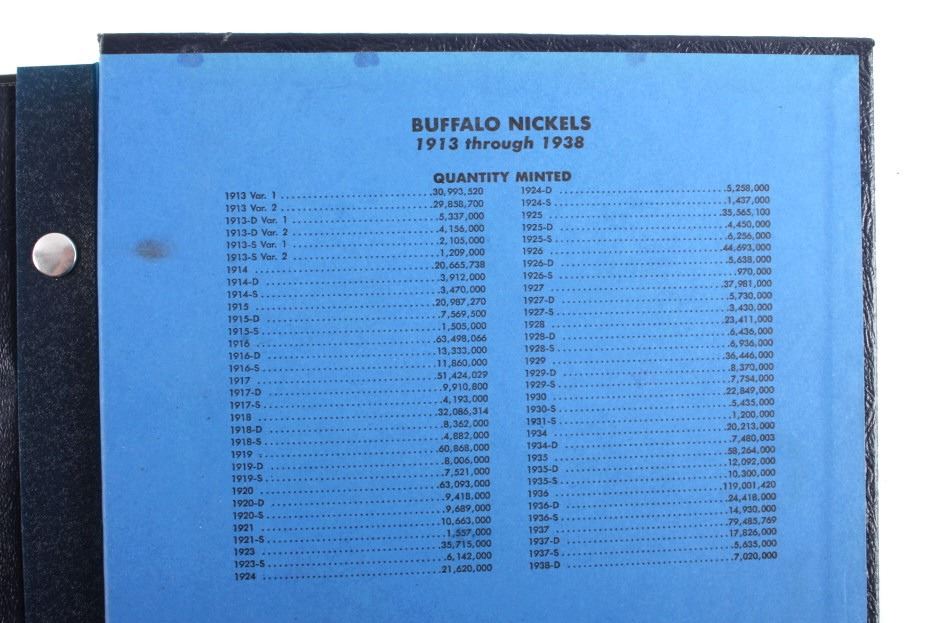 BUFFALO NICKELS
1913 through 1938
QUANTITY MINTED
1913 Var. 1 ........ 30,993,520
1913 Var. 2 ........ 29,858,700
1913-D Var. 1 ........ 5,337,000
1913-D Var. 2 ........ 4,156,000
1913-S Var. 1 ........ 2,105,000
1913-S Var. 2 ........ 1,209,000
1914 ........ 20,665,738
1914-D ........ 3,912,000
1914-S ........ 3,470,000
1915 ........ 20,987,270
1915-D ........ 7,569,500
1915-S ........ 1,505,000
1916 ........ 63,498,066
1916-D ........ 13,333,000
1916-S ........ 11,860,000
1917 ........ 51,424,029
1917-D ........ 9,910,800
1917-S ........ 4,193,000
1918 ........ 32,086,314
1918-D ........ 8,362,000
1918-S ........ 4,882,000
1919 ........ 60,868,000
1919-D ........ 8,006,000
1919-S ........ 7,521,000
1920 ........ 63,093,000
1920-D ........ 9,418,000
1920-S ........ 9,689,000
1921 ........ 10,663,000
1921-S ........ 1,557,000
1923 ........ 35,715,000
1923-S ........ 6,142,000
1924 ........ 21,620,000
1924-D ........ 5,258,000
1924-S ........ 1,437,000
1925 ........ 35,565,100
1925-D ........ 4,450,000
1925-S ........ 6,256,000
1926 ........ 44,693,000
1926-D ........ 5,638,000
1926-S ........ 970,000
1927 ........ 37,981,000
1927-D ........ 5,730,000
1927-S ........ 3,430,000
1928 ........ 23,411,000
1928-D ........ 6,436,000
1928-S ........ 6,936,000
1929 ........ 36,446,000
1929-D ........ 8,370,000
1929-S ........ 7,754,000
1930 ........ 22,849,000
1930-S ........ 5,435,000
1931-S ........ 1,200,000
1934 ........ 20,213,000
1934-D ........ 7,480,003
1935 ........ 58,264,000
1935-D ........ 12,092,000
1935-S ........ 10,300,000
1936 ........ 119,001,420
1936-D ........ 24,418,000
1936-S ........ 14,930,000
1937 ........ 79,485,769
1937-D ........ 17,826,000
1937-S ........ 5,635,000
1938-D ........ 7,020,000